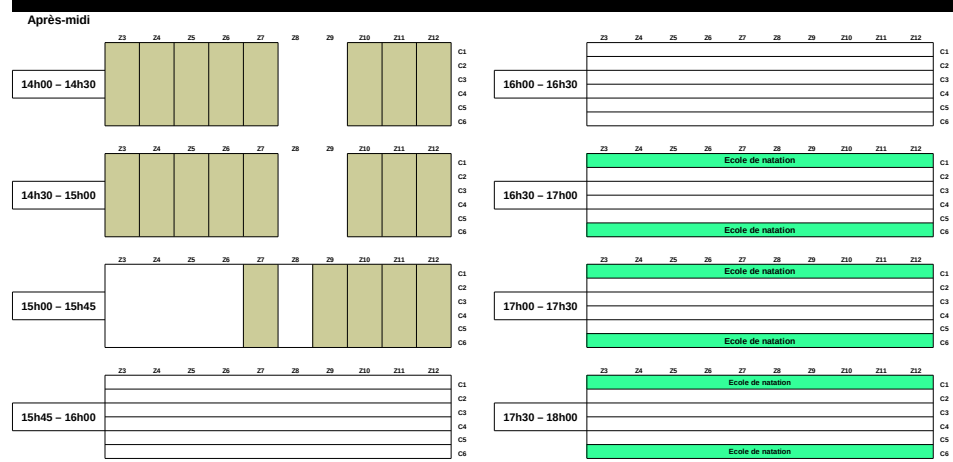 Après-midi
Z3 Z4 Z5 Z6 Z7 Z8 Z9 Z10 Z11 Z12
C1
C2
14h00 – 14h30
C3
C4
C5
C6
Z3 Z4 Z5 Z6 Z7 Z8 Z9 Z10 Z11 Z12
C1
C2
14h30 – 15h00
C3
C4
C5
C6
Z3 Z4 Z5 Z6 Z7 Z8 Z9 Z10 Z11 Z12
C1
C2
15h00 – 15h45
C3
C4
C5
C6
Z3 Z4 Z5 Z6 Z7 Z8 Z9 Z10 Z11 Z12
C1
C2
15h45 – 16h00
C3
C4
C5
C6
Z3 Z4 Z5 Z6 Z7 Z8 Z9 Z10 Z11 Z12
C1
C2
16h00 – 16h30
C3
C4
C5
C6
Z3 Z4 Z5 Z6 Z7 Z8 Z9 Z10 Z11 Z12
Ecole de natation C1
C2
16h30 – 17h00
C3
C4
C5
Ecole de natation C6
Z3 Z4 Z5 Z6 Z7 Z8 Z9 Z10 Z11 Z12
Ecole de natation C1
C2
17h00 – 17h30
C3
C4
C5
Ecole de natation C6
Z3 Z4 Z5 Z6 Z7 Z8 Z9 Z10 Z11 Z12
Ecole de natation C1
C2
17h30 – 18h00
C3
C4
C5
Ecole de natation C6